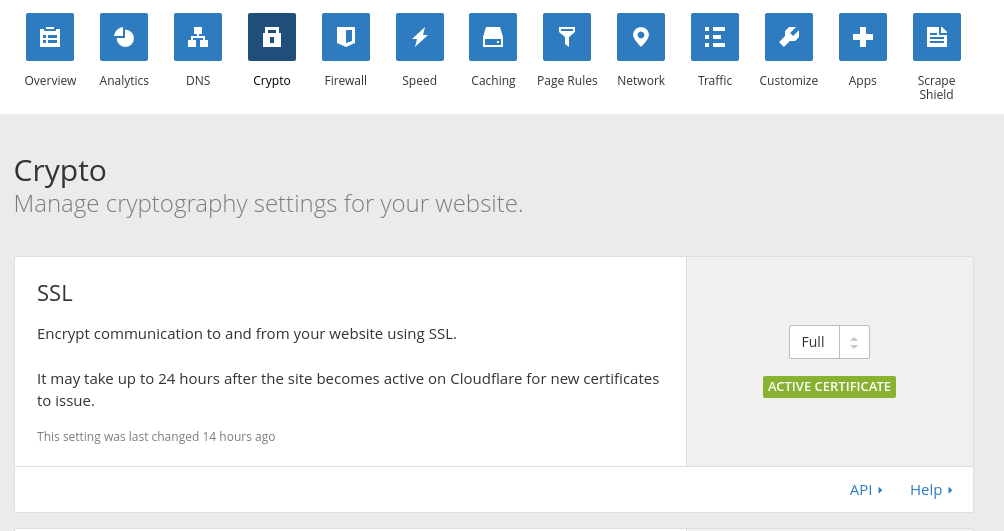 Overview
Analytics
DNS
Crypto
Firewall
Speed
Caching
Page Rules
Network
Traffic
Customize
Apps
Scrape
Shield
Crypto
Manage cryptography settings for your website.
SSL
Encrypt communication to and from your website using SSL.
It may take up to 24 hours after the site becomes active on Cloudflare for new certificates
to issue.
This setting was last changed 14 hours ago
Full
ACTIVE CERTIFICATE
API
Help